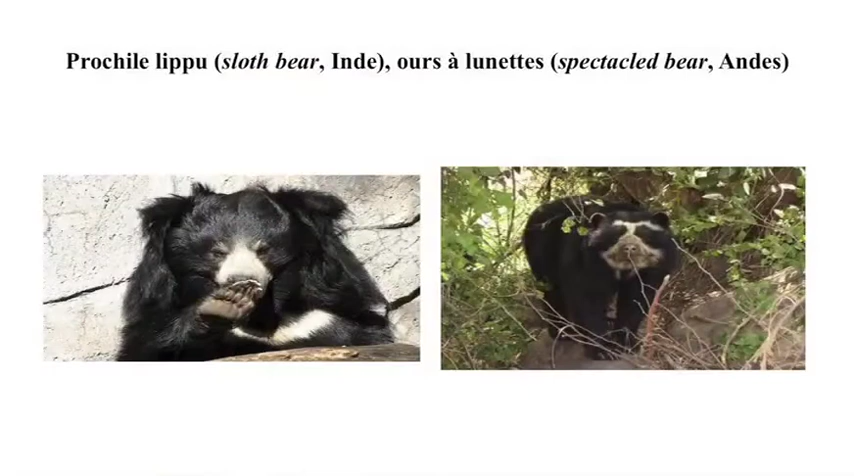 Prochile lippu (sloth bear, Inde), ours à lunettes (spectacled bear, Andes)